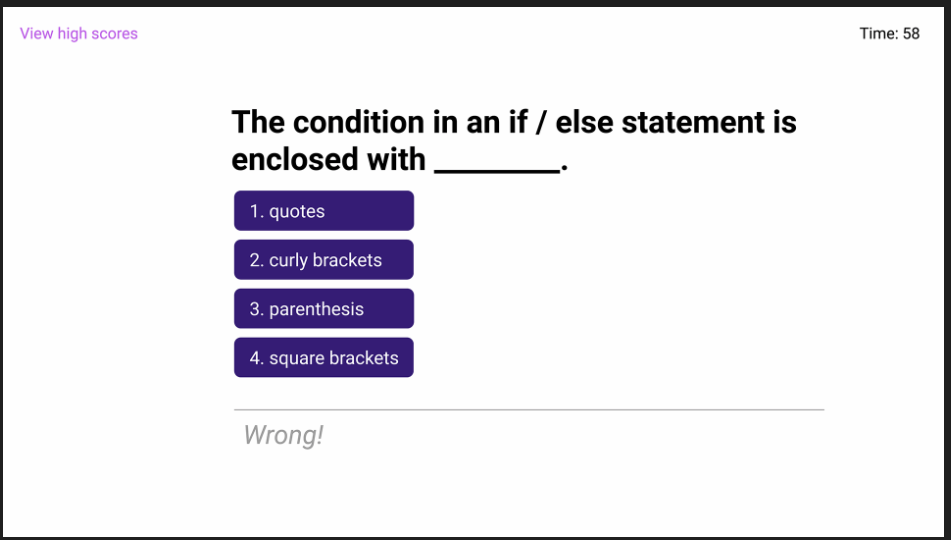 View high scores
Time: 58
The condition in an if / else statement is
enclosed with ________.
1. quotes
2. curly brackets
3. parenthesis
4. square brackets
Wrong!